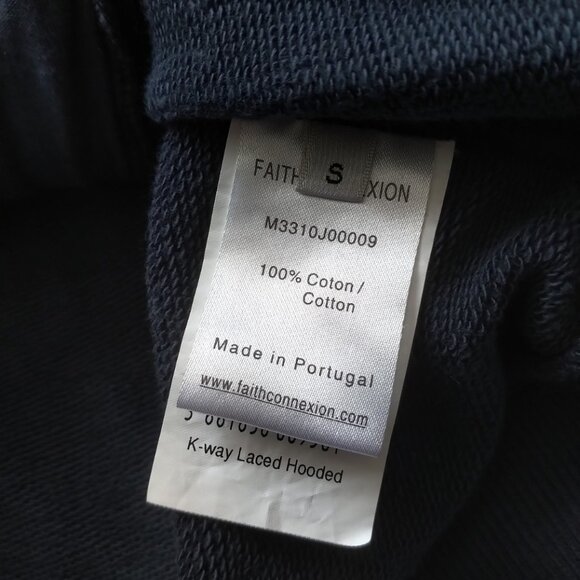 S
FAITH XION
M3310J00009
100% Coton /
Cotton
Made in Portugal
www.faithconnexion.com
K-way Laced Hooded